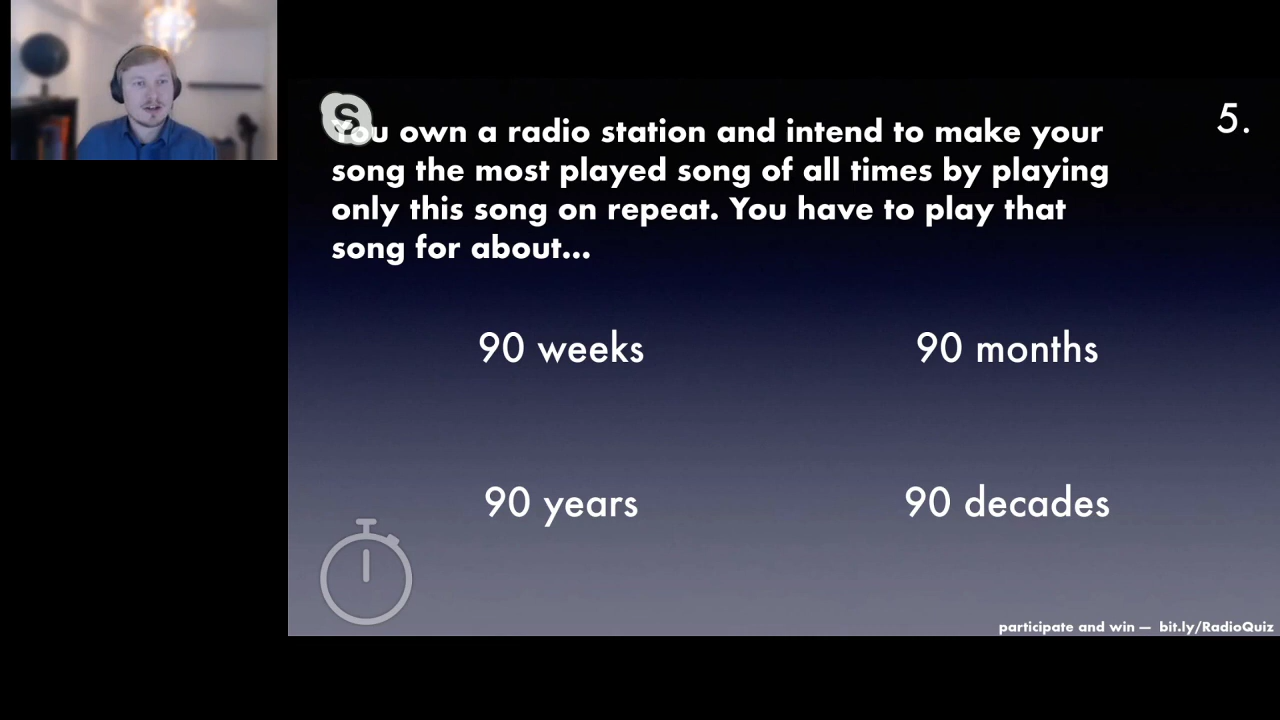 5.
You own a radio station and intend to make your
song the most played song of all times by playing
only this song on repeat. You have to play that
song for about...
90 weeks
90 months
90 years
90 decades
participate and win — bit.ly/RadioQuiz